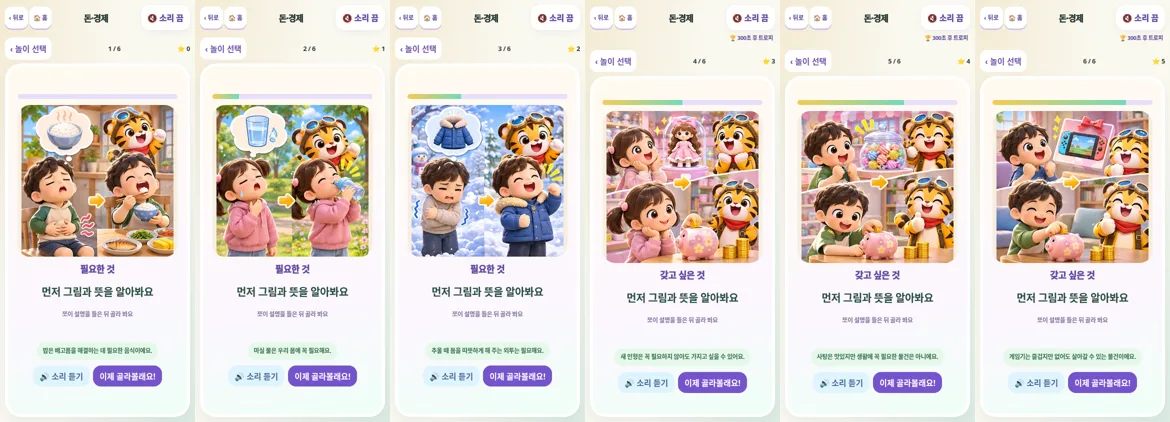 ‹ 뒤로 🏠 홈 돈·경제 🔇 소리 끔
‹ 놀이 선택 1 / 6 ⭐ 0
필요한 것
먼저 그림과 뜻을 알아봐요
쪼이 설명을 들은 뒤 골라 봐요
밥은 배고픔을 해결하는 데 필요한 음식이에요.
🔊 소리 듣기 이제 골라볼래요!
‹ 뒤로 🏠 홈 돈·경제 🔇 소리 끔
‹ 놀이 선택 2 / 6 ⭐ 1
필요한 것
먼저 그림과 뜻을 알아봐요
쪼이 설명을 들은 뒤 골라 봐요
마실 물은 우리 몸에 꼭 필요해요.
🔊 소리 듣기 이제 골라볼래요!
‹ 뒤로 🏠 홈 돈·경제 🔇 소리 끔
‹ 놀이 선택 3 / 6 ⭐ 2
필요한 것
먼저 그림과 뜻을 알아봐요
쪼이 설명을 들은 뒤 골라 봐요
추울 때 몸을 따뜻하게 해 주는 외투는 필요해요.
🔊 소리 듣기 이제 골라볼래요!
‹ 뒤로 🏠 홈 돈·경제 🔇 소리 끔
🏆 300초 후 트로피
‹ 놀이 선택 4 / 6 ⭐ 3
갖고 싶은 것
먼저 그림과 뜻을 알아봐요
쪼이 설명을 들은 뒤 골라 봐요
새 인형은 꼭 필요하지 않아도 가지고 싶을 수 있어요.
🔊 소리 듣기 이제 골라볼래요!
‹ 뒤로 🏠 홈 돈·경제 🔇 소리 끔
🏆 300초 후 트로피
‹ 놀이 선택 5 / 6 ⭐ 4
갖고 싶은 것
먼저 그림과 뜻을 알아봐요
쪼이 설명을 들은 뒤 골라 봐요
사탕은 맛있지만 생활에 꼭 필요한 물건은 아니에요.
🔊 소리 듣기 이제 골라볼래요!
‹ 뒤로 🏠 홈 돈·경제 🔇 소리 끔
🏆 300초 후 트로피
‹ 놀이 선택 6 / 6 ⭐ 5
갖고 싶은 것
먼저 그림과 뜻을 알아봐요
쪼이 설명을 들은 뒤 골라 봐요
게임기는 즐겁지만 없어도 살아갈 수 있는 물건이에요.
🔊 소리 듣기 이제 골라볼래요!